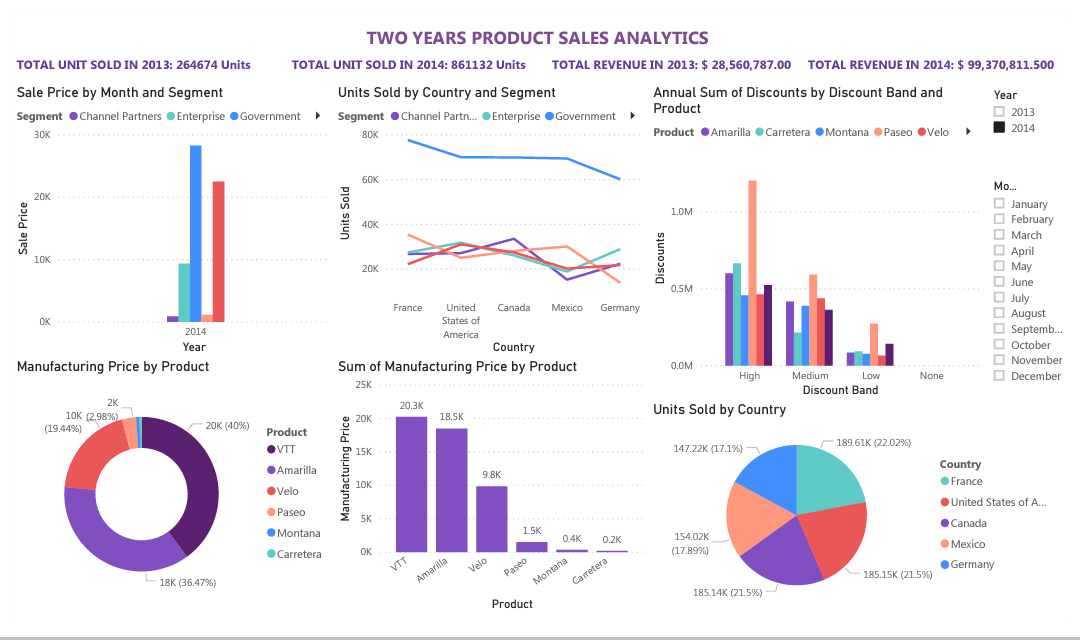 TWO YEARS PRODUCT SALES ANALYTICS
TOTAL UNIT SOLD IN 2013: 264674 Units
TOTAL UNIT SOLD IN 2014: 861132 Units
TOTAL REVENUE IN 2013: $ 28,560,787.00
TOTAL REVENUE IN 2014: $ 99,370,811.500
Sale Price by Month and Segment
Segment Channel Partners Enterprise Government
30K
20K
10K
0K
Sale Price
2014
Year
Units Sold by Country and Segment
Segment Channel Partn... Enterprise Government
80K
60K
40K
20K
Units Sold
France
United
States of
America
Canada
Mexico
Germany
Country
Annual Sum of Discounts by Discount Band and
Product
Product Amarilla Carretera Montana Paseo Velo
1.0M
0.5M
0.0M
Discounts
High
Medium
Low
None
Discount Band
Year
2013
2014
Mo...
January
February
March
April
May
June
July
August
Septemb...
October
November
December
Manufacturing Price by Product
2K
(2.98%)
10K
(19.44%)
20K (40%)
18K (36.47%)
Product
VTT
Amarilla
Velo
Paseo
Montana
Carretera
Sum of Manufacturing Price by Product
25K
20K
15K
10K
5K
0K
Manufacturing Price
20.3K
18.5K
9.8K
1.5K
0.4K
0.2K
VTT
Amarilla
Velo
Paseo
Montana
Carretera
Product
Units Sold by Country
147.22K (17.1%)
189.61K (22.02%)
154.02K
(17.89%)
185.15K (21.5%)
185.14K (21.5%)
Country
France
United States of A...
Canada
Mexico
Germany